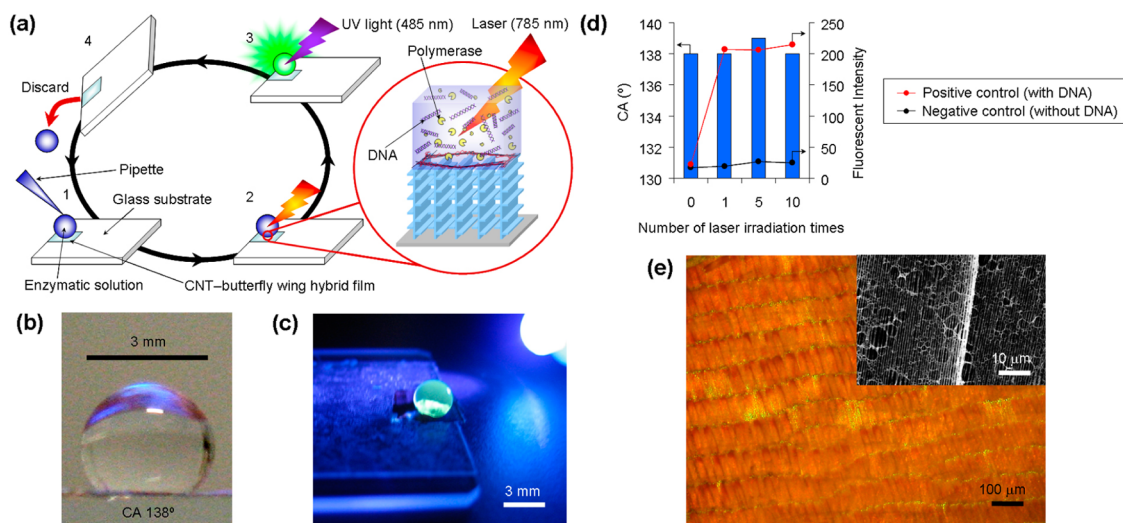 (a)
4
3
UV light (485 nm)
Laser (785 nm)
Polymerase
Discard
DNA
Pipette
1
2
Glass substrate
Enzymatic solution
CNT–butterfly wing hybrid film
(b)
3 mm
CA 138º
(c)
3 mm
(d)
140
138
136
134
132
130
CA (º)
250
200
150
100
50
0
Fluorescent Intensity
0 1 5 10
Number of laser irradiation times
Positive control (with DNA)
Negative control (without DNA)
(e)
10 µm
100 µm